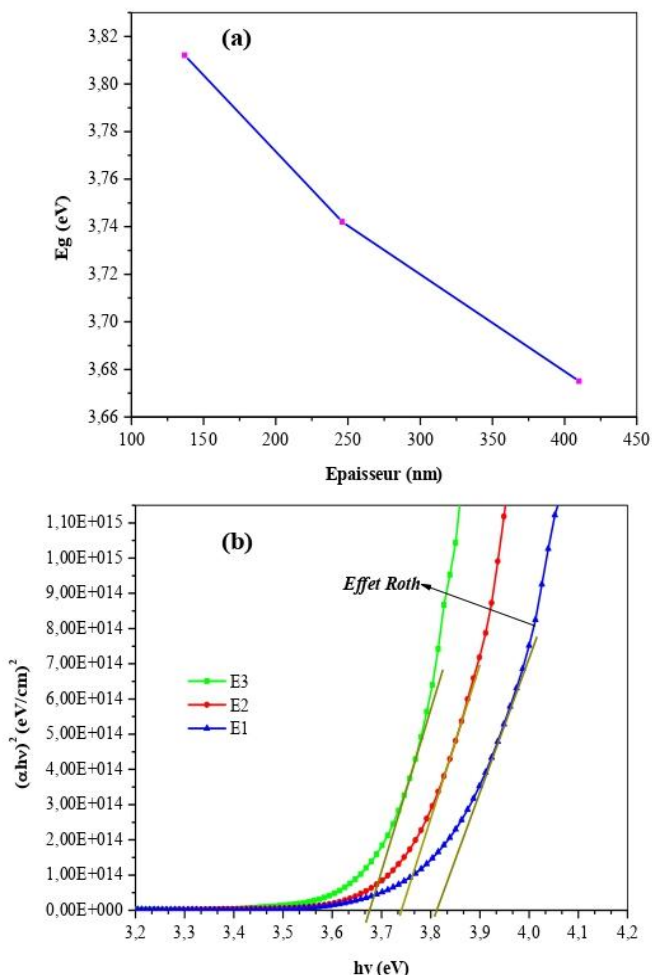 (a)
3,82
3,80
3,78
3,76
3,74
3,72
3,70
3,68
3,66
Eg (eV)
100 150 200 250 300 350 400 450
Epaisseur (nm)
(b)
1,10E+015
1,00E+015
9,00E+014
8,00E+014
7,00E+014
6,00E+014
5,00E+014
4,00E+014
3,00E+014
2,00E+014
1,00E+014
0,00E+000
(αhν)² (eV/cm)²
Effet Roth
E3
E2
E1
3,2 3,3 3,4 3,5 3,6 3,7 3,8 3,9 4,0 4,1 4,2
hν (eV)